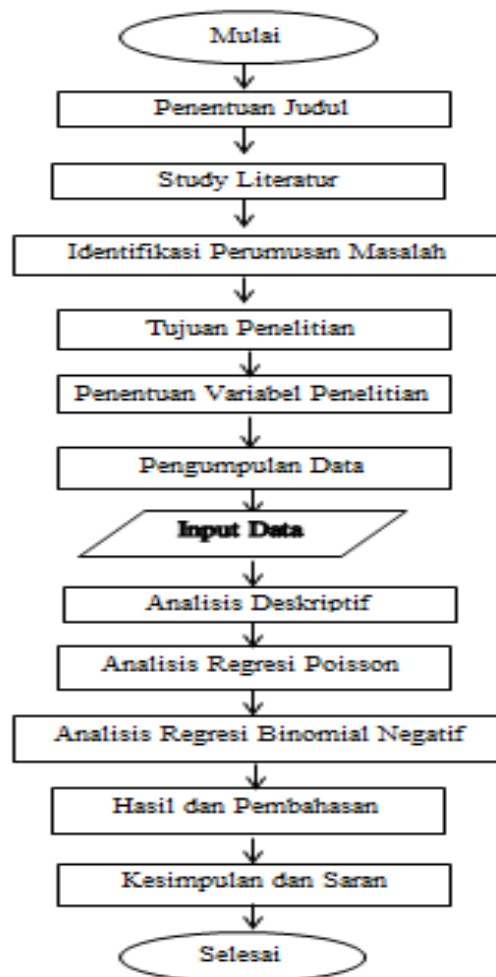 Mulai
Penentuan Judul
Study Literatur
Identifikasi Perumusan Masalah
Tujuan Penelitian
Penentuan Variabel Penelitian
Pengumpulan Data
Input Data
Analisis Deskriptif
Analisis Regresi Poisson
Analisis Regresi Binomial Negatif
Hasil dan Pembahasan
Kesimpulan dan Saran
Selesai